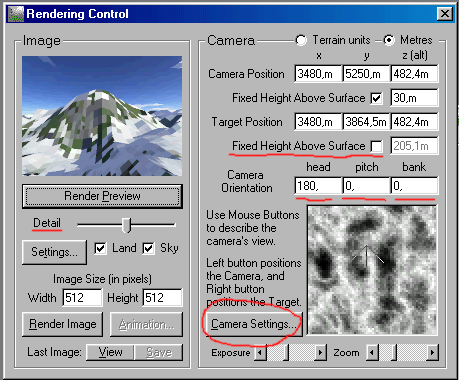 Rendering Control
Image
Render Preview
Detail
Settings...
Land
Sky
Image Size (in pixels)
Width 512 Height 512
Render Image
Animation...
Last Image: View Save
Camera
Terrain units
Metres
x y z (alt)
Camera Position 3480,m 5250,m 482,4m
Fixed Height Above Surface 30,m
Target Position 3480,m 3864,5m 482,4m
Fixed Height Above Surface 205,1m
head pitch bank
Camera
Orientation
180, 0, 0,
Use Mouse Buttons
to describe the
camera's view.
Left button positions
the Camera, and
Right button
positions the Target.
Camera Settings...
Exposure
Zoom